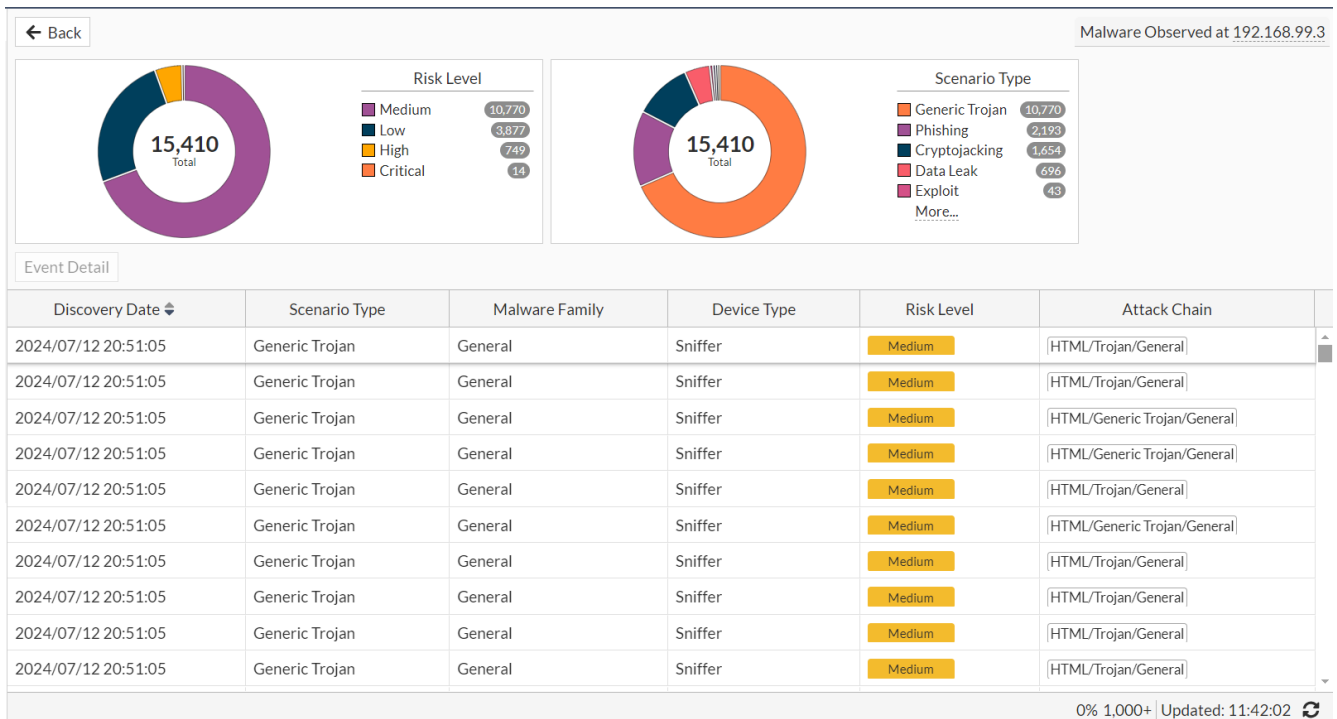 Back
Malware Observed at 192.168.99.3
15,410
Total
Risk Level
Medium 10,770
Low 3,877
High 749
Critical 14
15,410
Total
Scenario Type
Generic Trojan 10,770
Phishing 2,193
Cryptojacking 1,654
Data Leak 696
Exploit 43
More...
Event Detail
Discovery Date Scenario Type Malware Family Device Type Risk Level Attack Chain
2024/07/12 20:51:05 Generic Trojan General Sniffer Medium HTML/Trojan/General
2024/07/12 20:51:05 Generic Trojan General Sniffer Medium HTML/Trojan/General
2024/07/12 20:51:05 Generic Trojan General Sniffer Medium HTML/Generic Trojan/General
2024/07/12 20:51:05 Generic Trojan General Sniffer Medium HTML/Generic Trojan/General
2024/07/12 20:51:05 Generic Trojan General Sniffer Medium HTML/Trojan/General
2024/07/12 20:51:05 Generic Trojan General Sniffer Medium HTML/Generic Trojan/General
2024/07/12 20:51:05 Generic Trojan General Sniffer Medium HTML/Trojan/General
2024/07/12 20:51:05 Generic Trojan General Sniffer Medium HTML/Trojan/General
2024/07/12 20:51:05 Generic Trojan General Sniffer Medium HTML/Trojan/General
2024/07/12 20:51:05 Generic Trojan General Sniffer Medium HTML/Trojan/General
0% 1,000+ Updated: 11:42:02